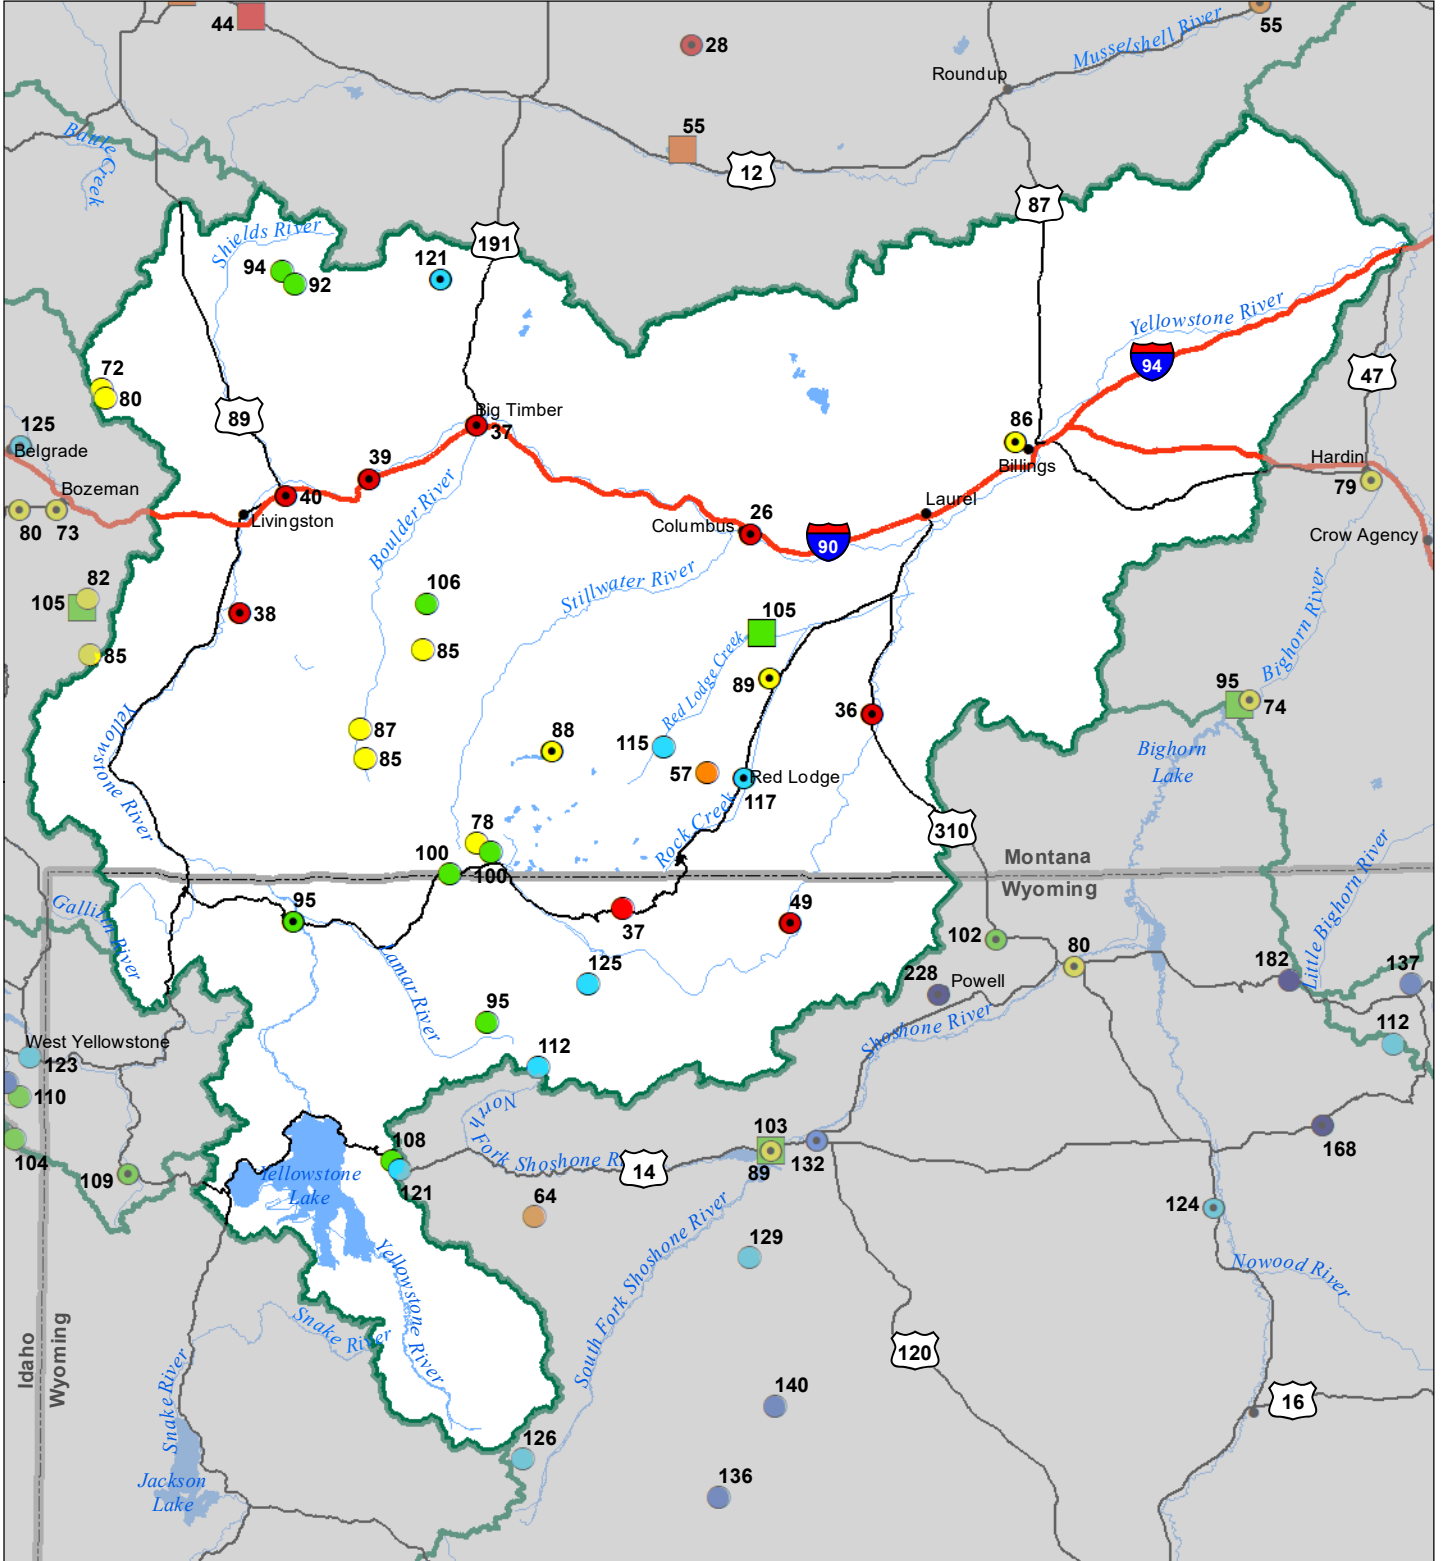 44
28
55
Musselshell River
Roundup
55
12
Battle
Creek
87
Shields River
191
94
92
121
Yellowstone River
94
47
72
80
89
Big Timber
37
86
Billings
Hardin
79
125
Belgrade
Bozeman
80
73
39
40
Livingston
Boulder River
Laurel
26
Columbus
90
Crow Agency
82
105
85
38
106
85
Stillwater River
105
Red Lodge Creek
89
36
Bighorn River
95
74
Yellowstone River
87
85
88
115
57
Red Lodge
117
Bighorn
Lake
310
78
100
100
Rock Creek
Montana
Wyoming
Little Bighorn River
Gallatin River
95
37
49
102
80
182
137
Lamar River
125
228
Powell
95
112
Shoshone River
112
West Yellowstone
123
110
104
109
North
Fork Shoshone R
14
103
89
132
168
108
121
Yellowstone
Lake
64
129
124
South Fork Shoshone River
Nowood River
Yellowstone River
Snake River
Snake River
Idaho
Wyoming
120
16
140
126
136
Jackson
Lake